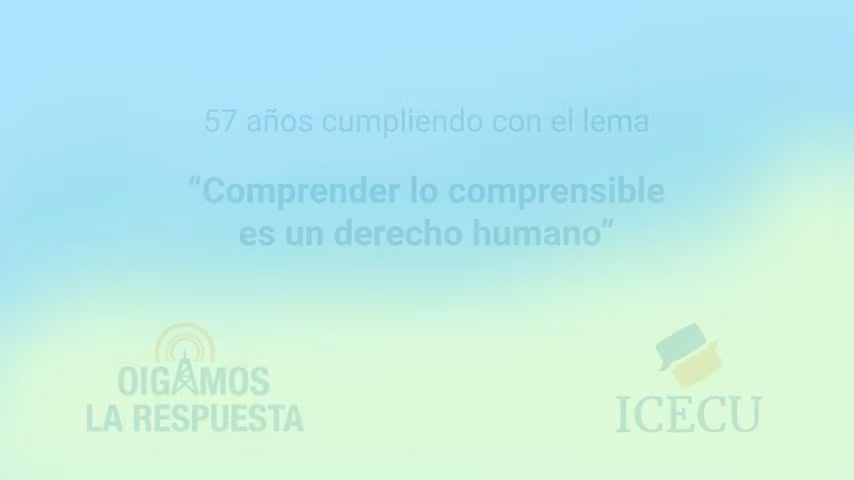 57 años cumpliendo con el lema
“Comprender lo comprensible
es un derecho humano”
OIGAMOS
LA RESPUESTA
ICECU